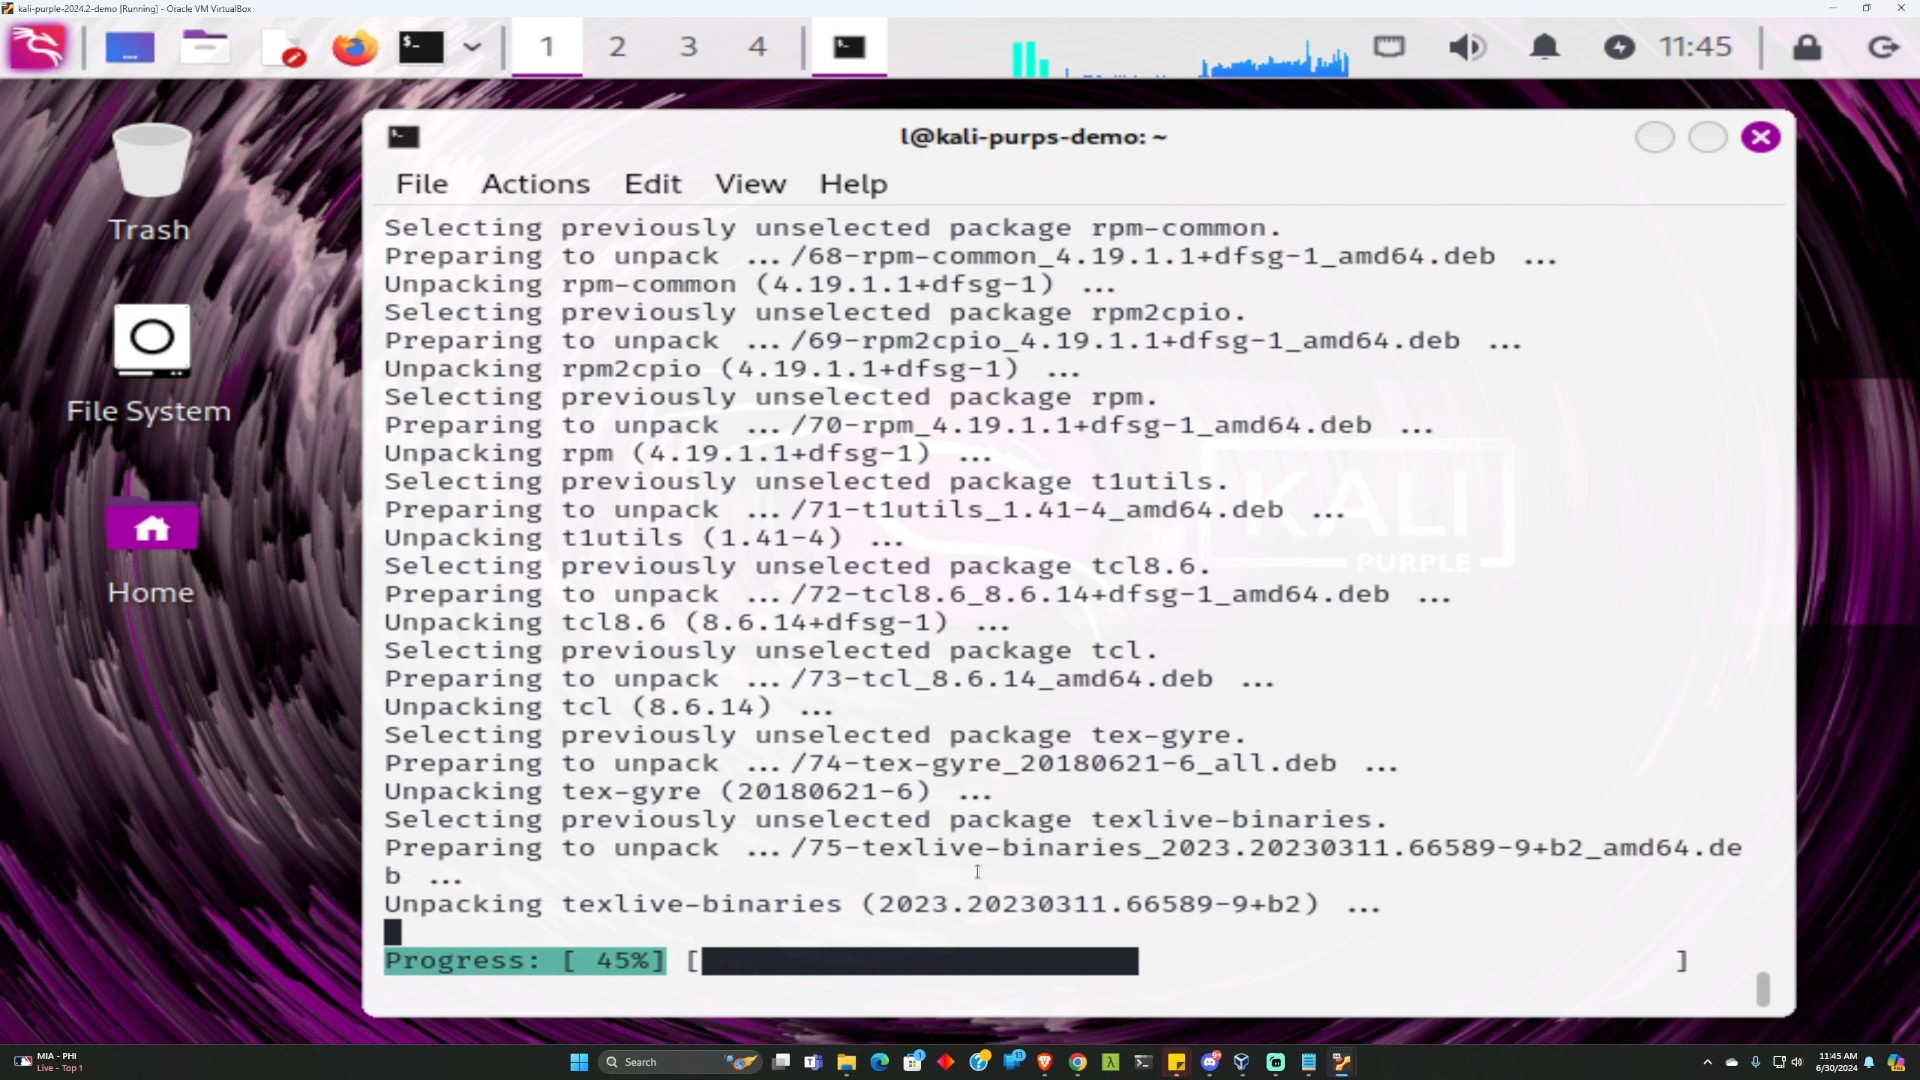 kali-purple-2024.2-demo [Running] - Oracle VM VirtualBox
1 2 3 4 11:45
l@kali-purps-demo: ~
File Actions Edit View Help
Trash
File System
Home
Selecting previously unselected package rpm-common.
Preparing to unpack .../68-rpm-common_4.19.1.1+dfsg-1_amd64.deb ...
Unpacking rpm-common (4.19.1.1+dfsg-1) ...
Selecting previously unselected package rpm2cpio.
Preparing to unpack .../69-rpm2cpio_4.19.1.1+dfsg-1_amd64.deb ...
Unpacking rpm2cpio (4.19.1.1+dfsg-1) ...
Selecting previously unselected package rpm.
Preparing to unpack .../70-rpm_4.19.1.1+dfsg-1_amd64.deb ...
Unpacking rpm (4.19.1.1+dfsg-1) ...
Selecting previously unselected package t1utils.
Preparing to unpack .../71-t1utils_1.41-4_amd64.deb ...
Unpacking t1utils (1.41-4) ...
Selecting previously unselected package tcl8.6.
Preparing to unpack .../72-tcl8.6_8.6.14+dfsg-1_amd64.deb ...
Unpacking tcl8.6 (8.6.14+dfsg-1) ...
Selecting previously unselected package tcl.
Preparing to unpack .../73-tcl_8.6.14_amd64.deb ...
Unpacking tcl (8.6.14) ...
Selecting previously unselected package tex-gyre.
Preparing to unpack .../74-tex-gyre_20180621-6_all.deb ...
Unpacking tex-gyre (20180621-6) ...
Selecting previously unselected package texlive-binaries.
Preparing to unpack .../75-texlive-binaries_2023.20230311.66589-9+b2_amd64.de
b ...
Unpacking texlive-binaries (2023.20230311.66589-9+b2) ...
Progress: [ 45%] [ ]
KALI
PURPLE
MIA - PHI
Live - Top 1
Search
11:45 AM
6/30/2024